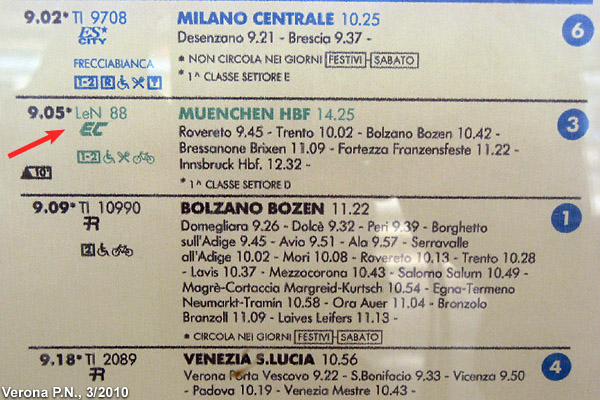 9.02* TI 9708 MILANO CENTRALE 10.25 6
ES* CITY Desenzano 9.21 - Brescia 9.37 -
FRECCIABIANCA * NON CIRCOLA NEI GIORNI FESTIVI-SABATO
1-2 R * 1^ CLASSE SETTORE E
9.05* LeN 88 MUENCHEN HBF 14.25 3
EC Rovereto 9.45 - Trento 10.02 - Bolzano Bozen 10.42 -
Bressanone Brixen 11.09 - Fortezza Franzensfeste 11.22 -
1-2 Innsbruck Hbf. 12.32 -
10' * 1^ CLASSE SETTORE D
9.09* TI 10990 BOLZANO BOZEN 11.22 1
R Domegliara 9.26 - Dolcè 9.32 - Peri 9.39 - Borghetto
2 sull'Adige 9.45 - Avio 9.51 - Ala 9.57 - Serravalle
all'Adige 10.02 - Mori 10.08 - Rovereto 10.13 - Trento 10.28
- Lavis 10.37 - Mezzocorona 10.43 - Salorno Salurn 10.49 -
Magrè-Cortaccia Margreid-Kurtsch 10.54 - Egna-Termeno
Neumarkt-Tramin 10.58 - Ora Auer 11.04 - Bronzolo
Branzoll 11.09 - Laives Leifers 11.13 -
* CIRCOLA NEI GIORNI FESTIVI-SABATO
9.18* TI 2089 VENEZIA S.LUCIA 10.56 4
R Verona Porta Vescovo 9.22 - S.Bonifacio 9.33 - Vicenza 9.50
- Padova 10.19 - Venezia Mestre 10.43 -
Verona P.N., 3/2010